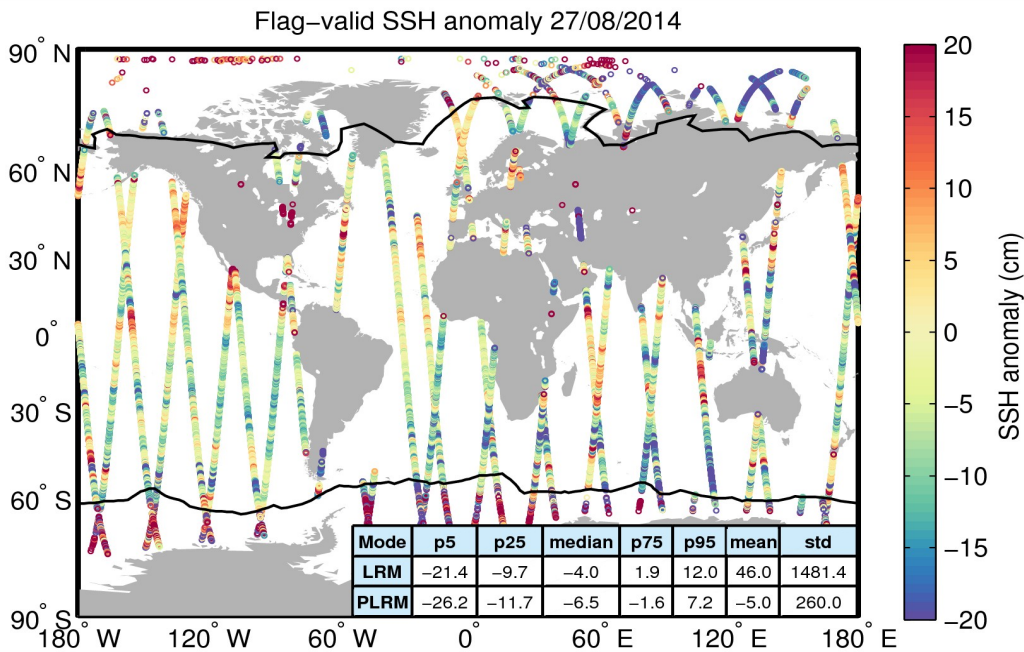 Flag−valid SSH anomaly 27/08/2014
90° N
60° N
30° N
0°
30° S
60° S
90° S
180° W
120° W
60° W
0°
60° E
120° E
180° E
Mode p5 p25 median p75 p95 mean std
LRM −21.4 −9.7 −4.0 1.9 12.0 46.0 1481.4
PLRM −26.2 −11.7 −6.5 −1.6 7.2 −5.0 260.0
20
15
10
5
0
−5
−10
−15
−20
SSH anomaly (cm)